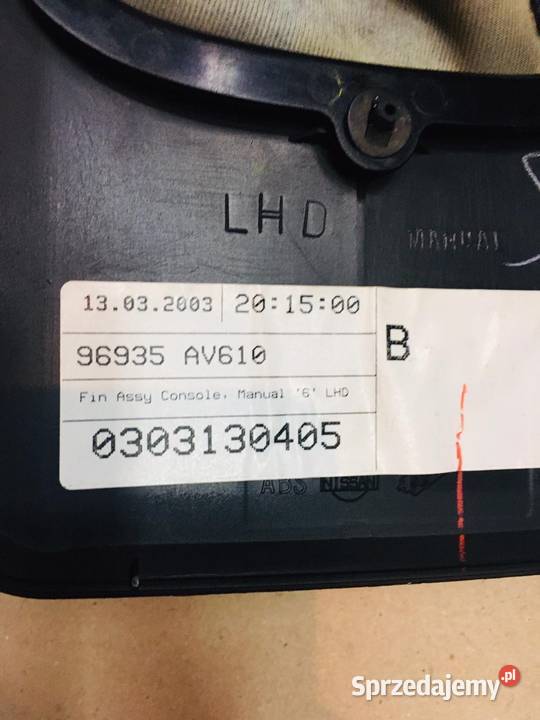 LHD
MANUAL
13.03.2003 20:15:00
96935 AV610
B
Fin Assy Console, Manual '6' LHD
0303130405
ABS NISSAN
Sprzedajemy.pl